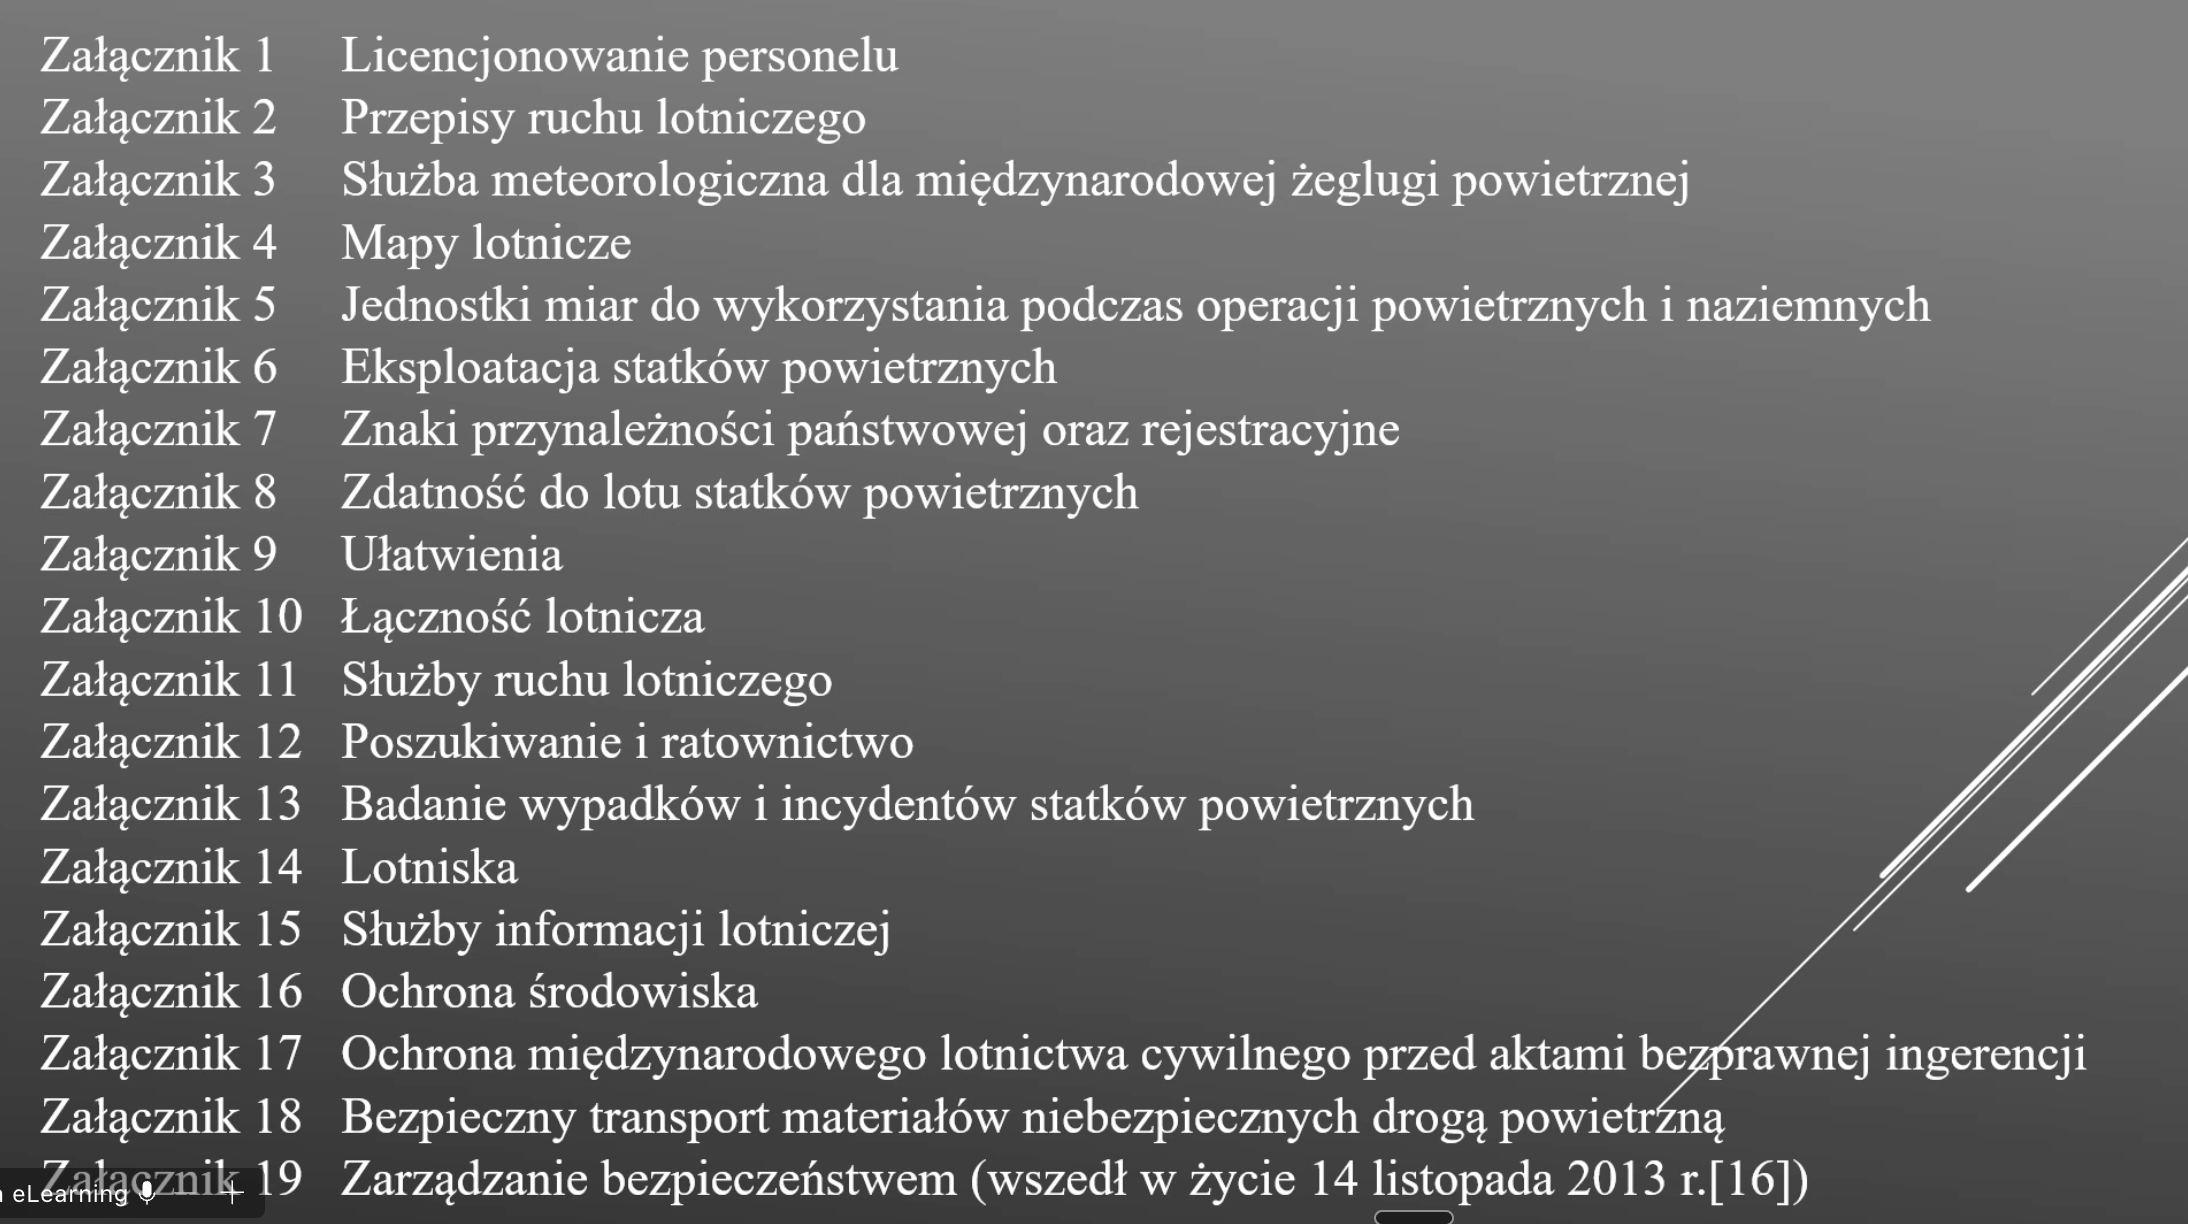 Załącznik 1 Licencjonowanie personelu
Załącznik 2 Przepisy ruchu lotniczego
Załącznik 3 Służba meteorologiczna dla międzynarodowej żeglugi powietrznej
Załącznik 4 Mapy lotnicze
Załącznik 5 Jednostki miar do wykorzystania podczas operacji powietrznych i naziemnych
Załącznik 6 Eksploatacja statków powietrznych
Załącznik 7 Znaki przynależności państwowej oraz rejestracyjne
Załącznik 8 Zdatność do lotu statków powietrznych
Załącznik 9 Ułatwienia
Załącznik 10 Łączność lotnicza
Załącznik 11 Służby ruchu lotniczego
Załącznik 12 Poszukiwanie i ratownictwo
Załącznik 13 Badanie wypadków i incydentów statków powietrznych
Załącznik 14 Lotniska
Załącznik 15 Służby informacji lotniczej
Załącznik 16 Ochrona środowiska
Załącznik 17 Ochrona międzynarodowego lotnictwa cywilnego przed aktami bezprawnej ingerencji
Załącznik 18 Bezpieczny transport materiałów niebezpiecznych drogą powietrzną
Załącznik 19 Zarządzanie bezpieczeństwem (wszedł w życie 14 listopada 2013 r.[16])
eLearning